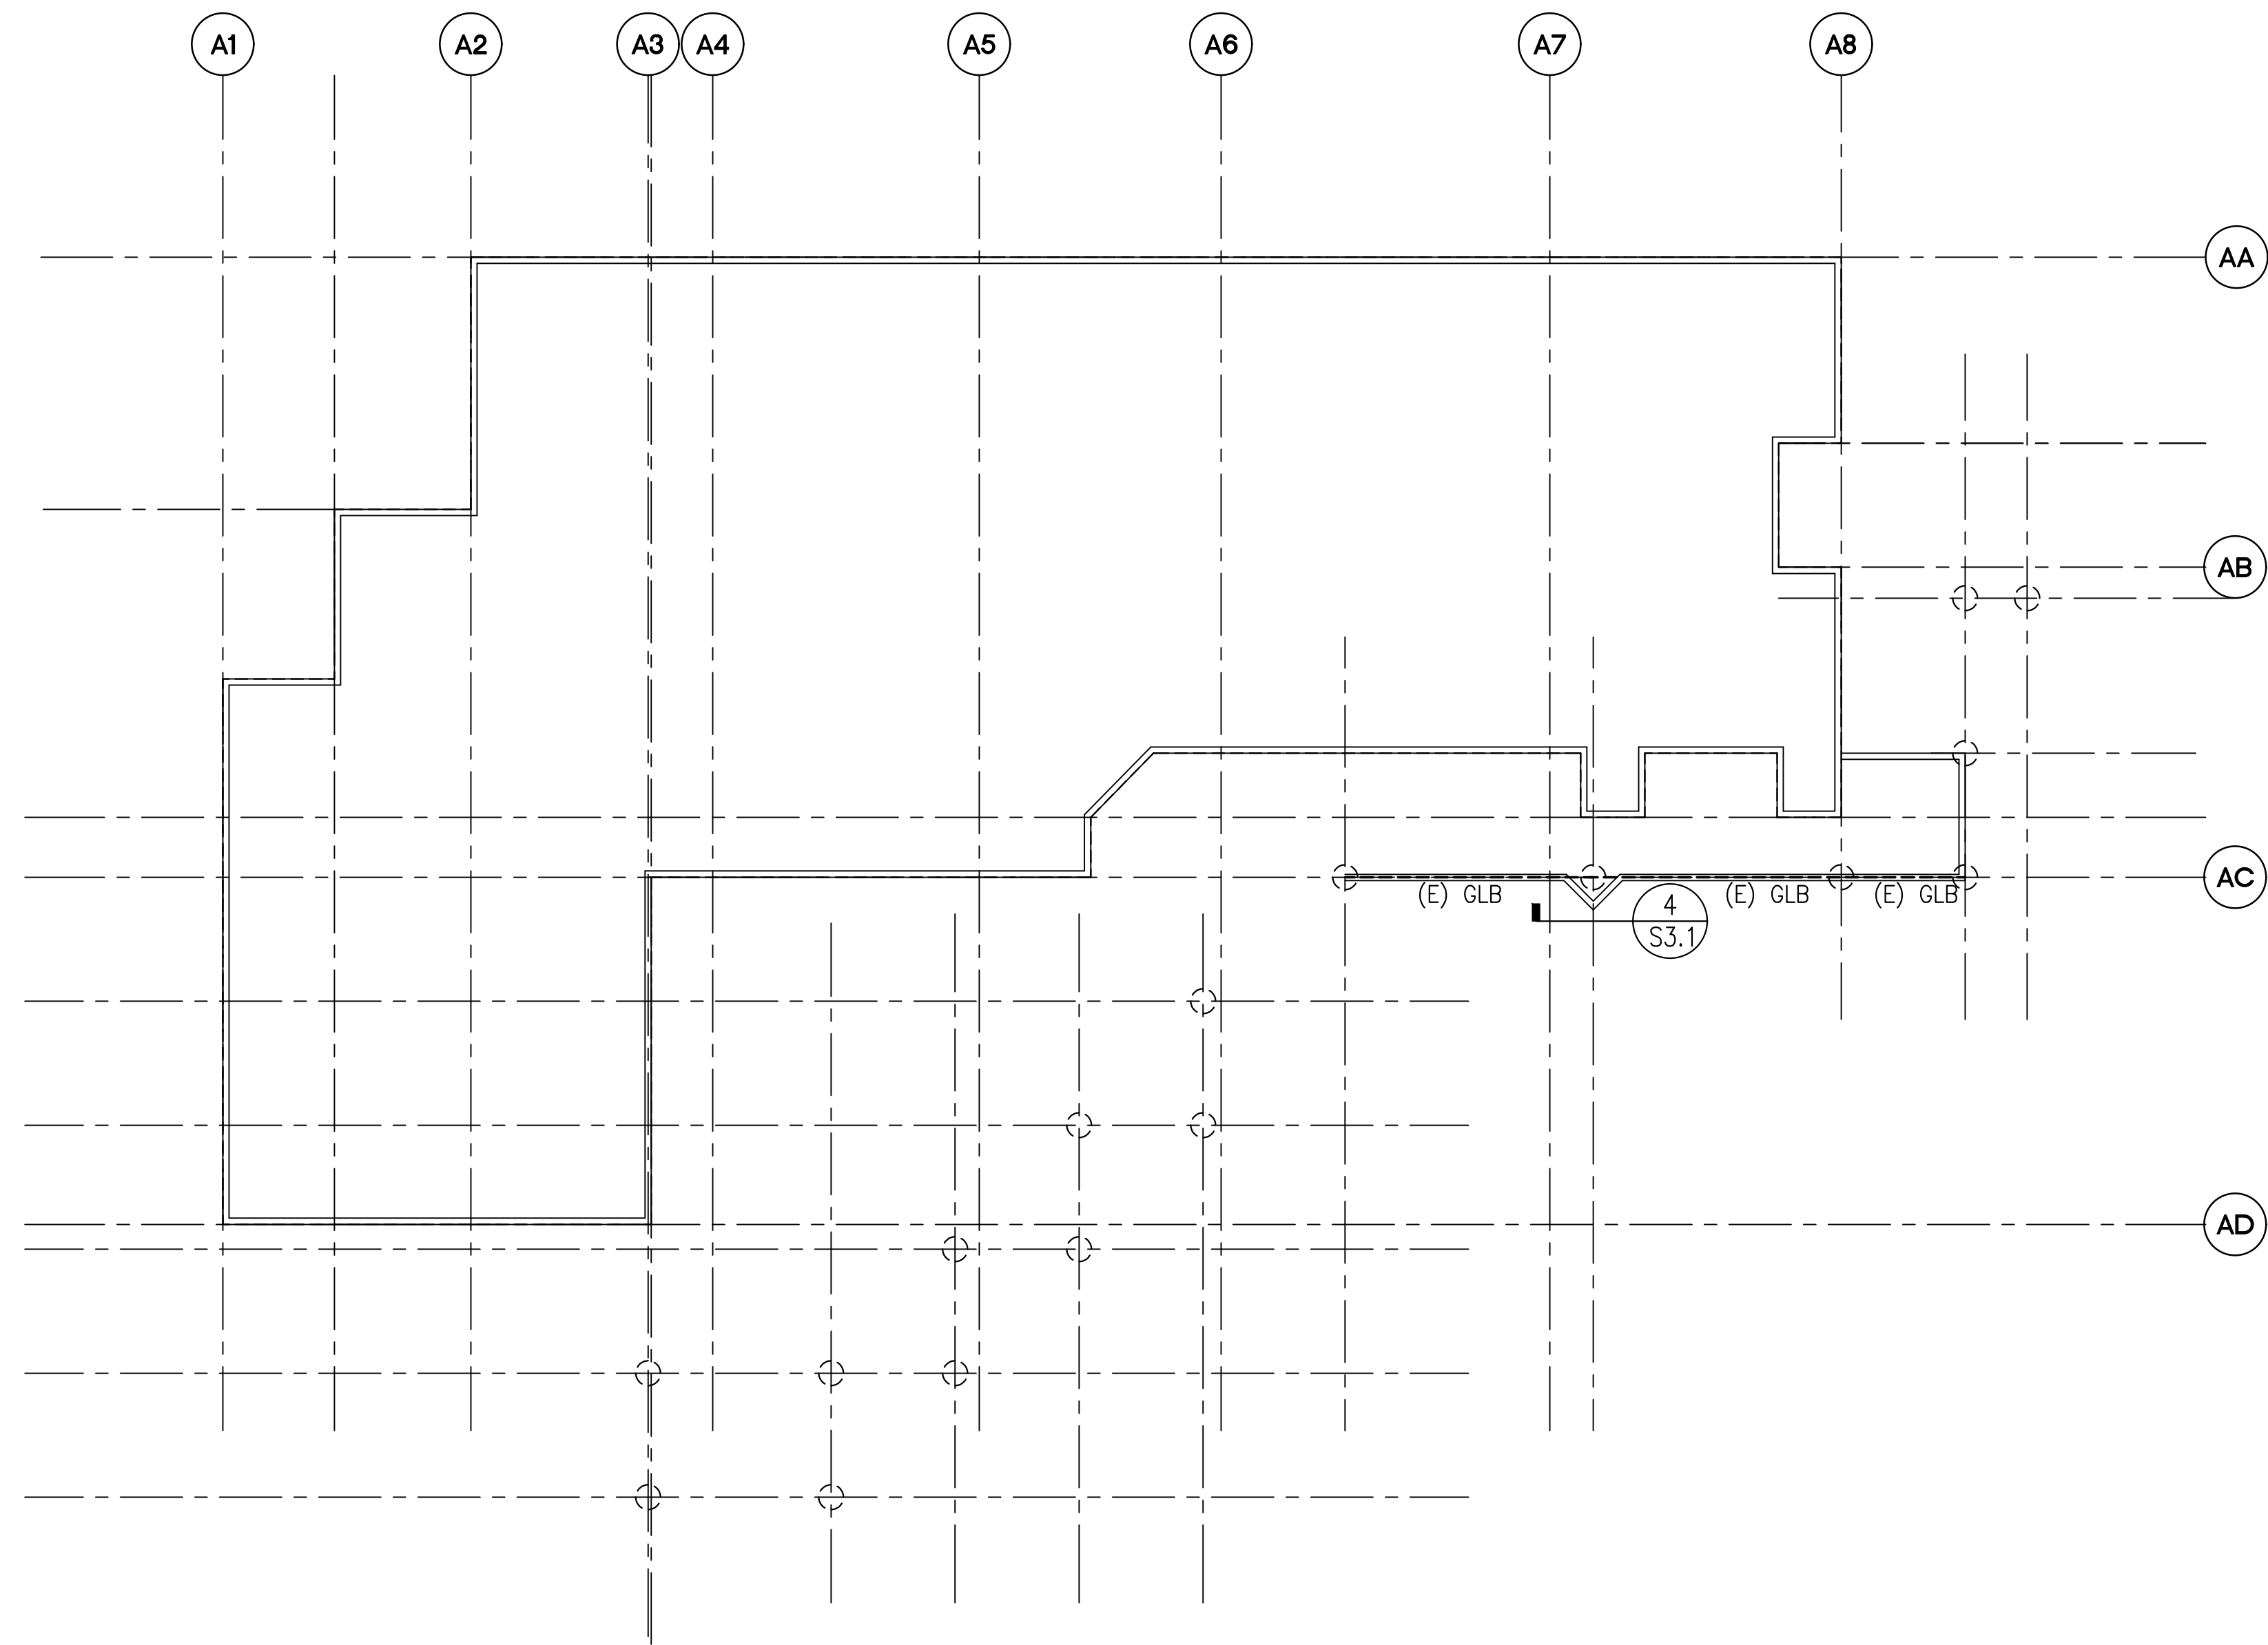 A1 A2 A3 A4 A5 A6 A7 A8
AA
AB
AC
(E) GLB (E) GLB (E) GLB
4
S3.1
AD